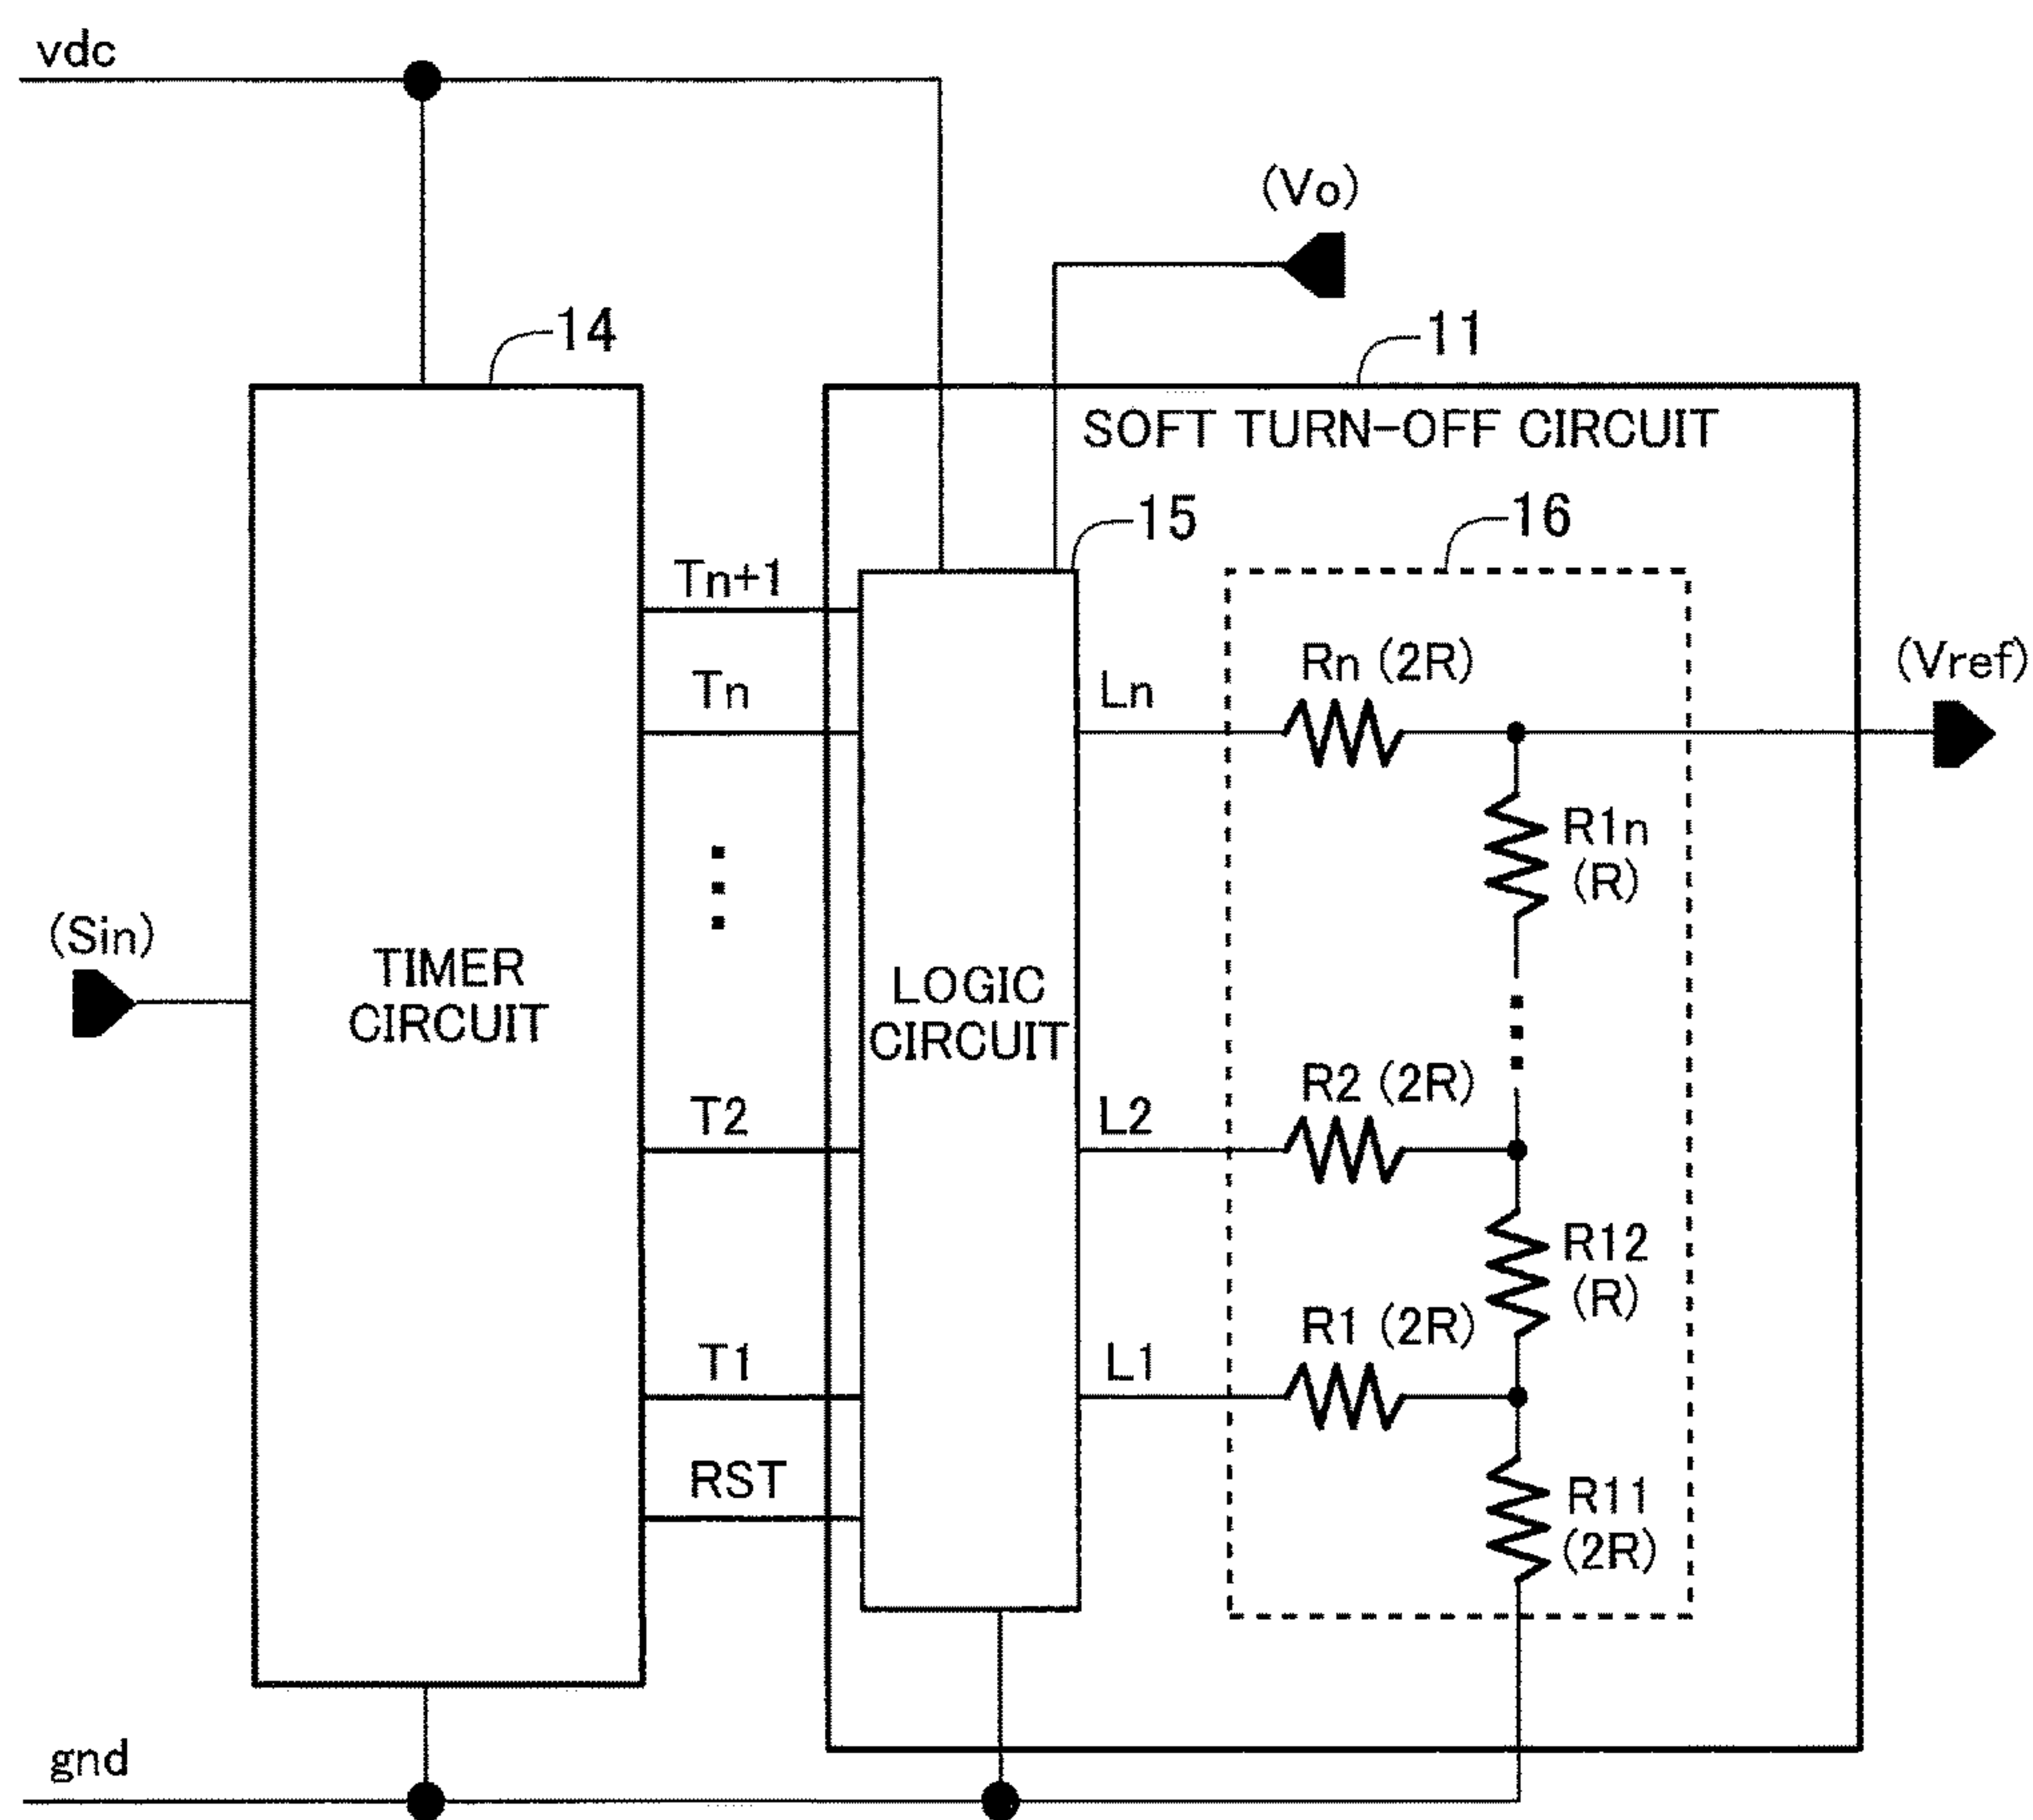 vdc
(Vo)
14
11
SOFT TURN-OFF CIRCUIT
15
16
Tn+1
Rn (2R)
(Vref)
Tn
Ln
R1n
(R)
(Sin)
TIMER
CIRCUIT
LOGIC
CIRCUIT
R2 (2R)
T2
L2
R12
(R)
R1 (2R)
T1
L1
RST
R11
(2R)
gnd